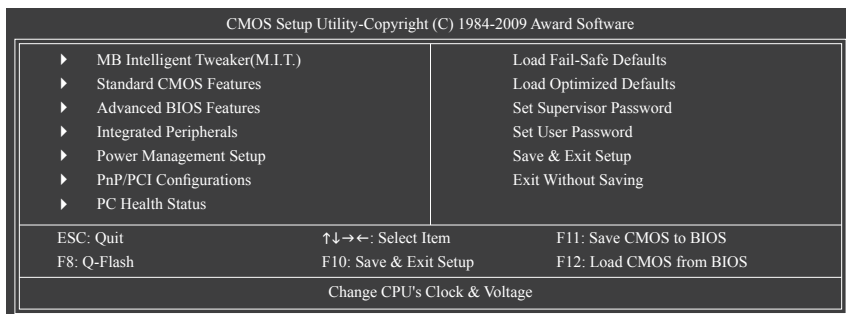 CMOS Setup Utility-Copyright (C) 1984-2009 Award Software
MB Intelligent Tweaker(M.I.T.)
Standard CMOS Features
Advanced BIOS Features
Integrated Peripherals
Power Management Setup
PnP/PCI Configurations
PC Health Status
Load Fail-Safe Defaults
Load Optimized Defaults
Set Supervisor Password
Set User Password
Save & Exit Setup
Exit Without Saving
ESC: Quit ↑↓→←: Select Item F11: Save CMOS to BIOS
F8: Q-Flash F10: Save & Exit Setup F12: Load CMOS from BIOS
Change CPU's Clock & Voltage